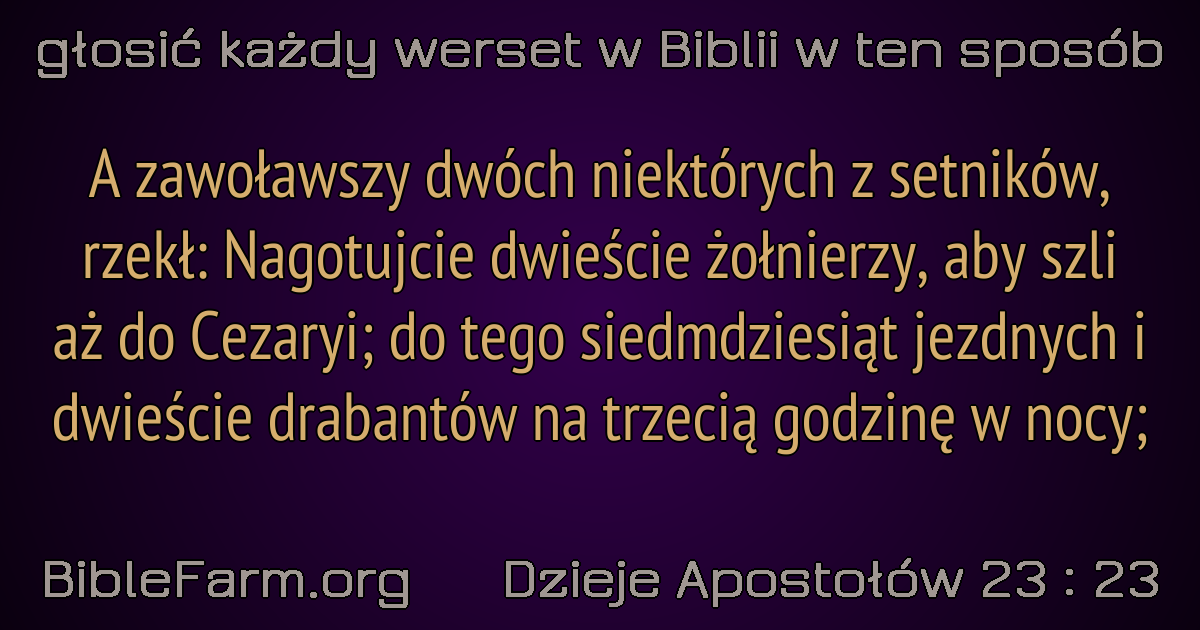 głosić każdy werset w Biblii w ten sposób
A zawoławszy dwóch niektórych z setników,
rzekł: Nagotujcie dwieście żołnierzy, aby szli
aż do Cezaryi; do tego siedmdziesiąt jezdnych i
dwieście drabantów na trzecią godzinę w nocy;
BibleFarm.org
Dzieje Apostołów 23 : 23